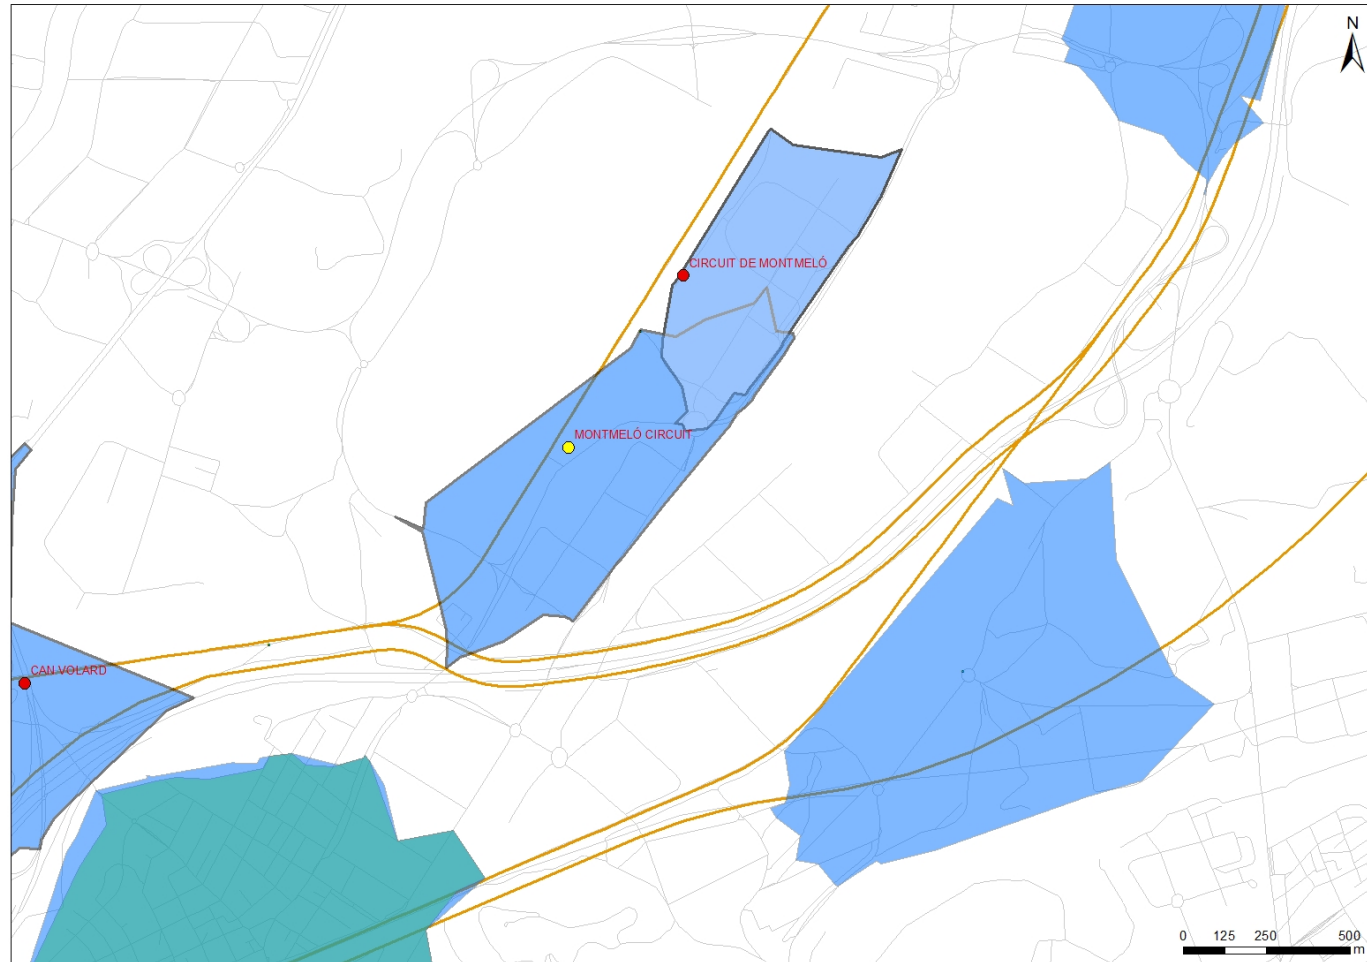 N
CIRCUIT DE MONTMELÓ
MONTMELÓ CIRCUIT
CAN VOLARD
0 125 250 500
m